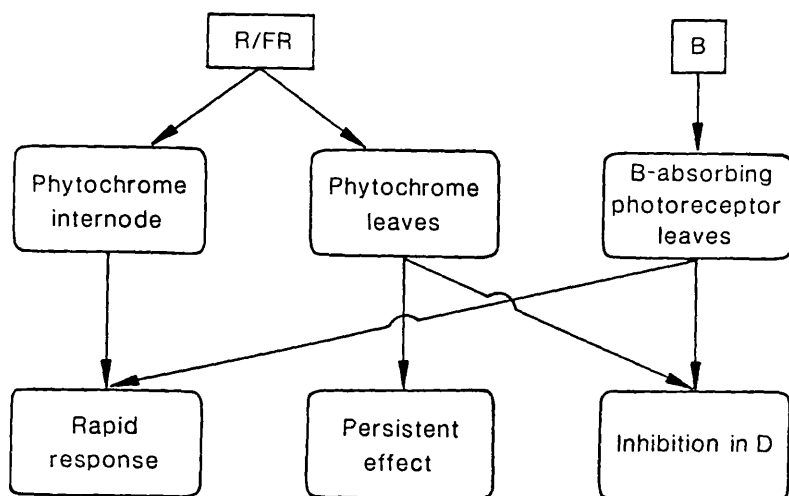 R/FR
B
Phytochrome
internode
Phytochrome
leaves
B-absorbing
photoreceptor
leaves
Rapid
response
Persistent
effect
Inhibition in D